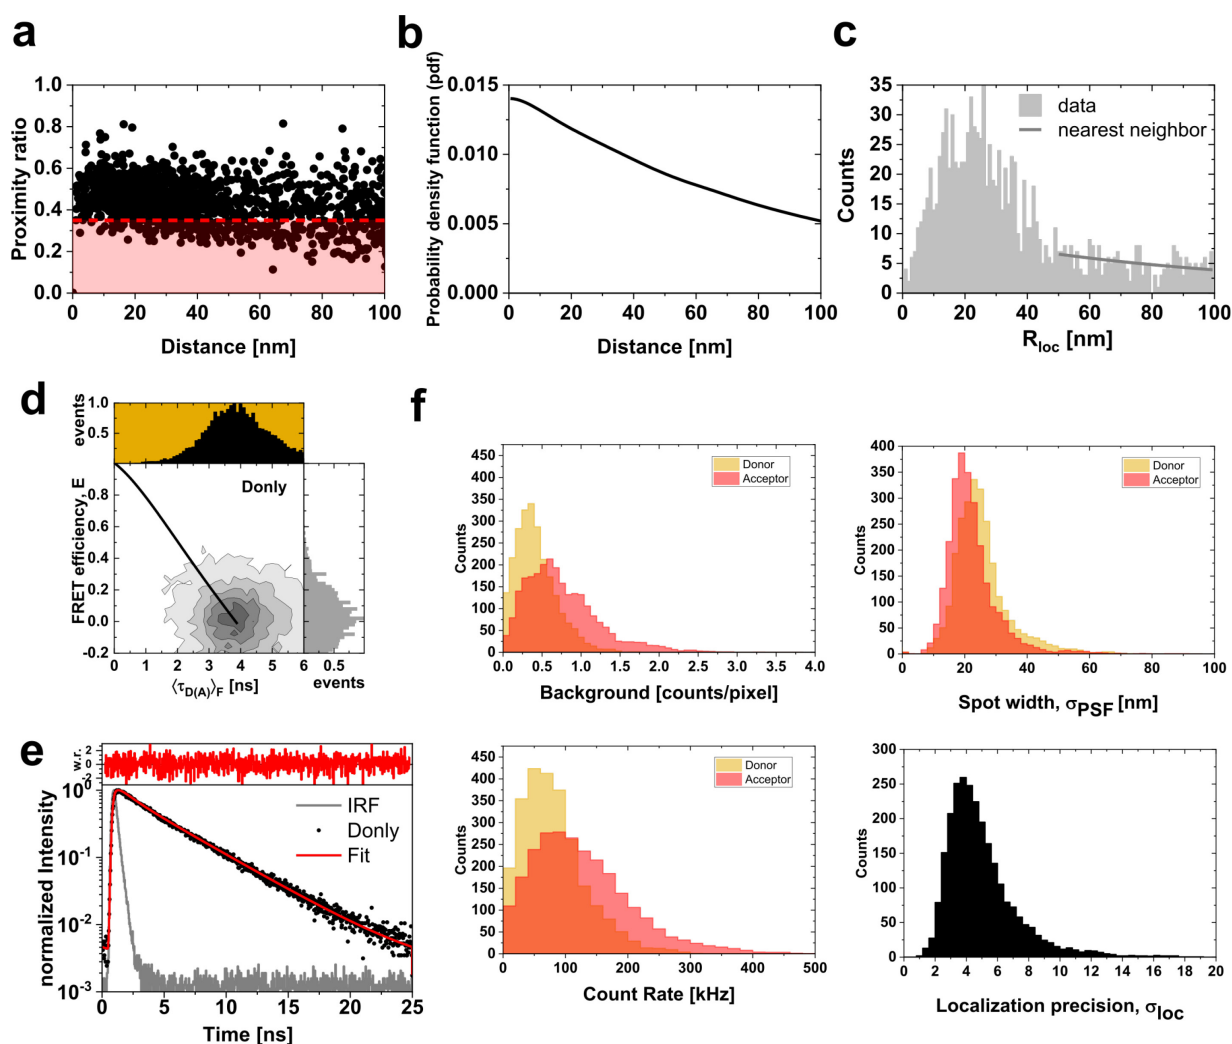 a
Proximity ratio
1.0
0.8
0.6
0.4
0.2
0.0
0 20 40 60 80 100
Distance [nm]
b
Probability density function (pdf)
0.015
0.010
0.005
0.000
0 20 40 60 80 100
Distance [nm]
c
Counts
35
30
25
20
15
10
5
0
data
nearest neighbor
0 20 40 60 80 100
R_loc [nm]
d
events
1.0
0.5
FRET efficiency, E
0.8
0.6
0.4
0.2
0.0
-0.2
Donly
0 1 2 3 4 5 6 0.5
⟨τ_D(A)⟩_F [ns]
events
e
w.r.
2
0
-2
normalized Intensity
10^0
10^-1
10^-2
10^-3
IRF
Donly
Fit
0 5 10 15 20 25
Time [ns]
f
Counts
450
400
350
300
250
200
150
100
50
0
Donor
Acceptor
0.0 0.5 1.0 1.5 2.0 2.5 3.0 3.5 4.0
Background [counts/pixel]
Counts
400
350
300
250
200
150
100
50
0
Donor
Acceptor
0 20 40 60 80 100
Spot width, σ_PSF [nm]
Counts
450
400
350
300
250
200
150
100
50
0
Donor
Acceptor
0 100 200 300 400 500
Count Rate [kHz]
Counts
300
250
200
150
100
50
0
0 2 4 6 8 10 12 14 16 18 20
Localization precision, σ_loc